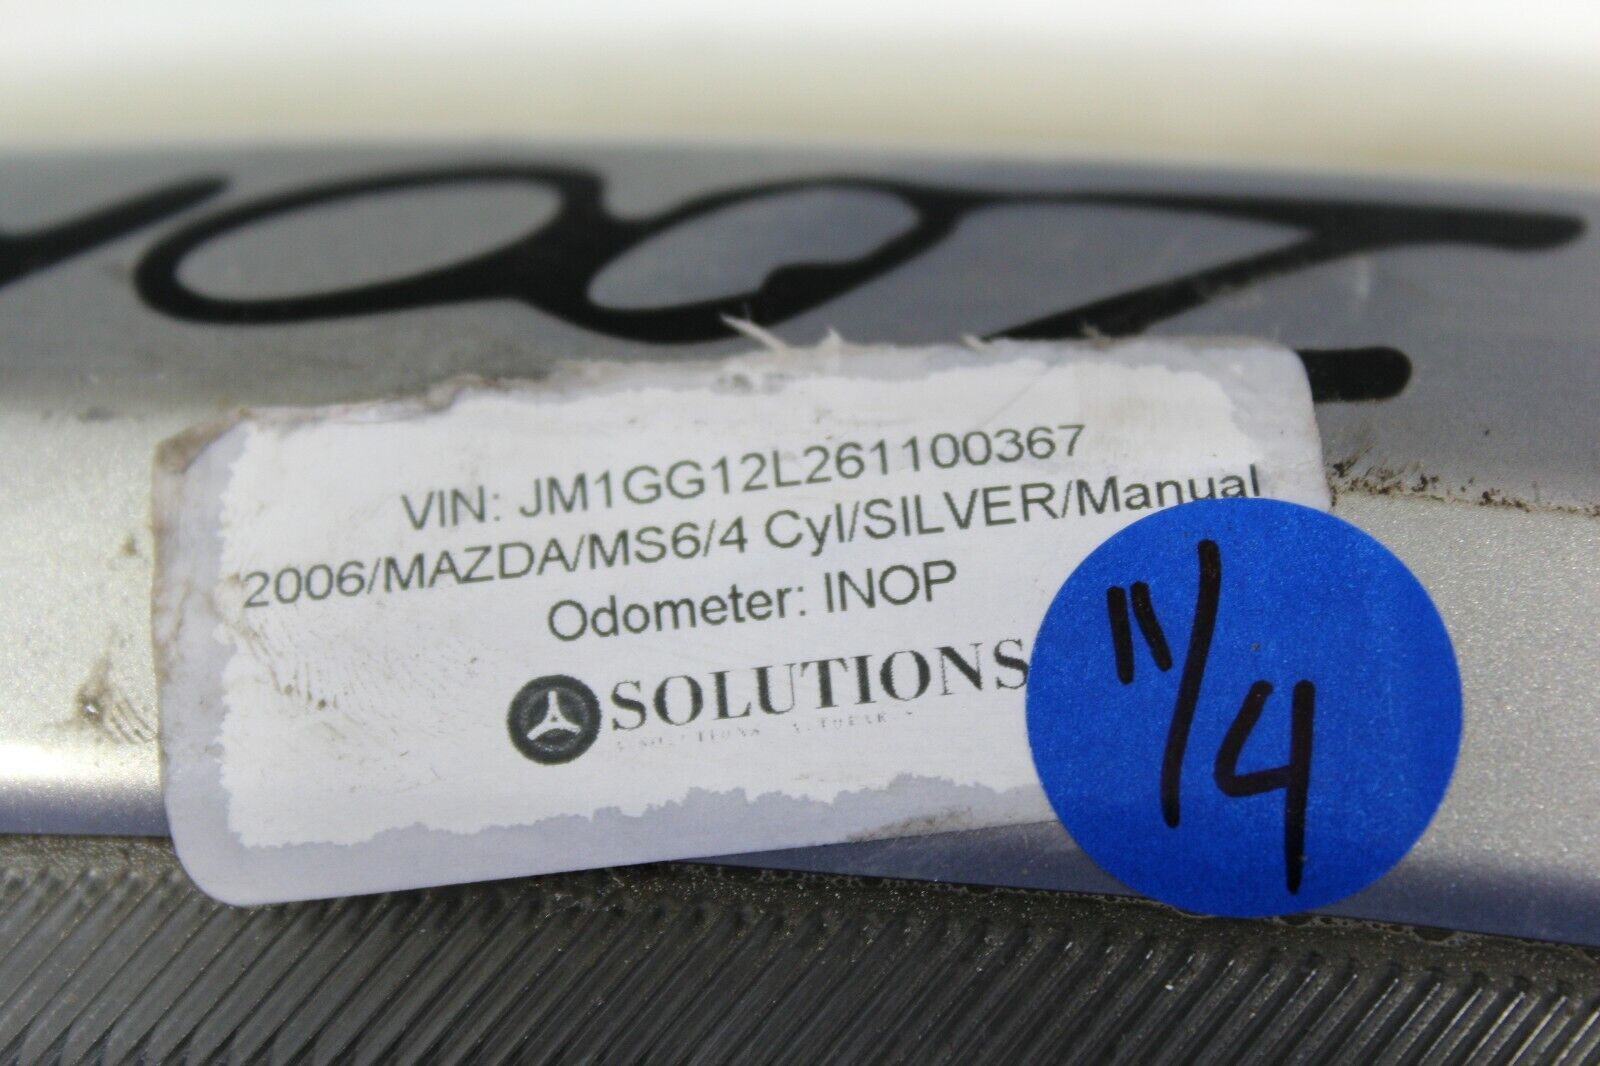 VIN: JM1GG12L261100367
2006/MAZDA/MS6/4 Cyl/SILVER/Manual
Odometer: INOP
SOLUTIONS
11/4